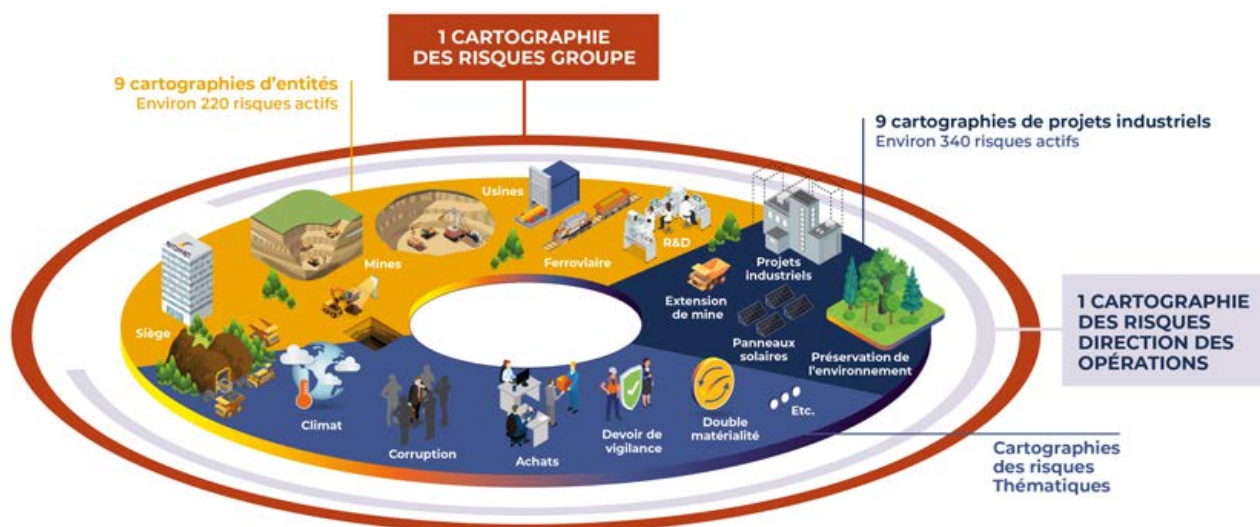 1 CARTOGRAPHIE
DES RISQUES GROUPE
9 cartographies d'entités
Environ 220 risques actifs
9 cartographies de projets industriels
Environ 340 risques actifs
Usines
R&D
Mines
Ferroviaire
Projets
industriels
Extension
de mine
Siège
Panneaux
solaires
Préservation de
l'environnement
1 CARTOGRAPHIE
DES RISQUES
DIRECTION DES
OPÉRATIONS
Climat
Corruption
Achats
Devoir de
vigilance
Double
matérialité
Etc.
Cartographies
des risques
Thématiques